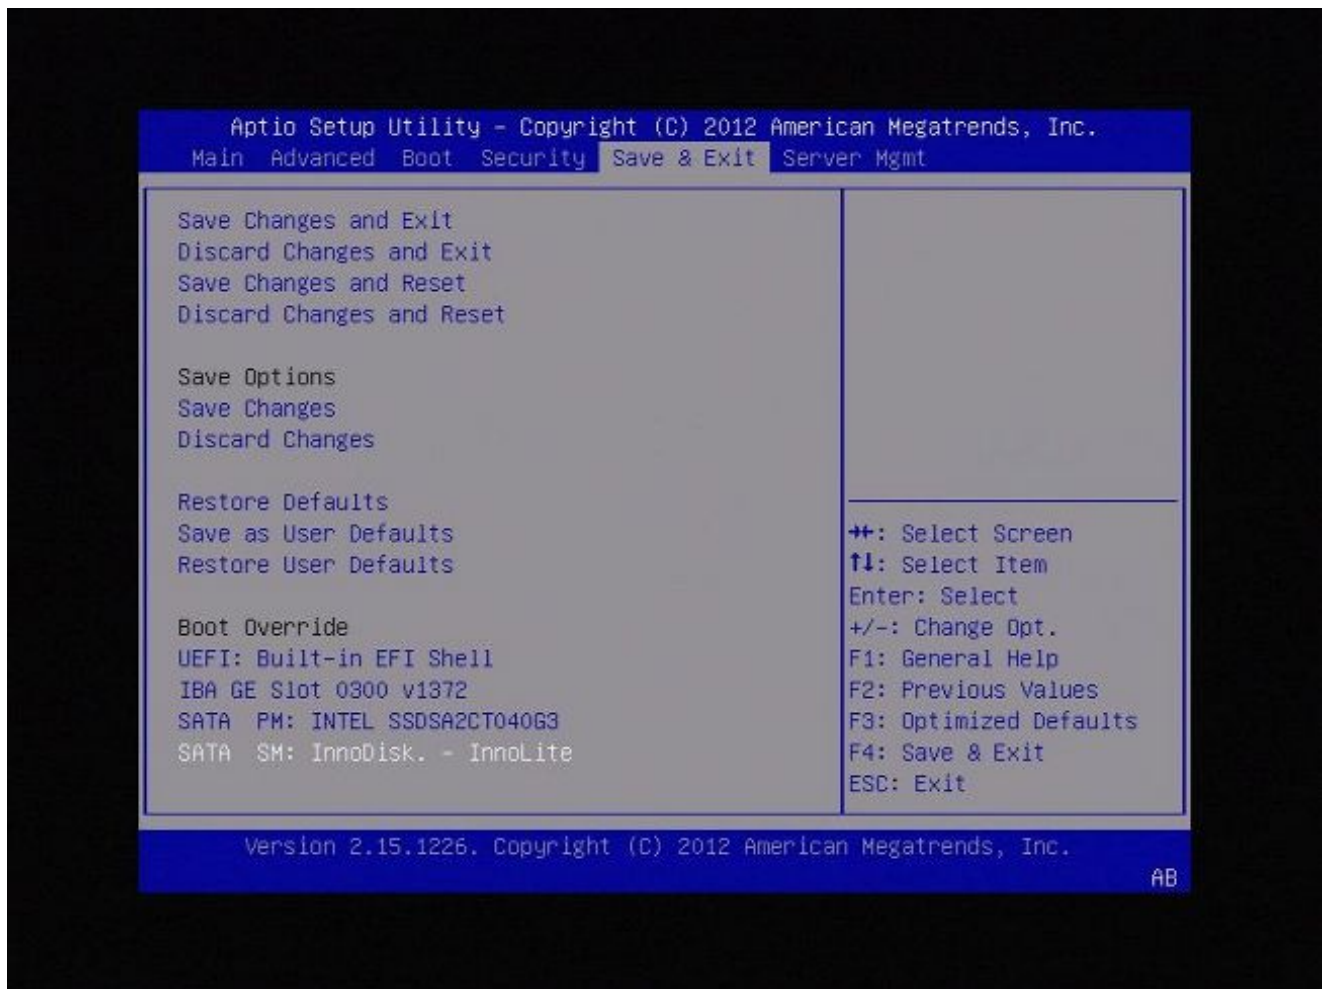 Aptio Setup Utility – Copyright (C) 2012 American Megatrends, Inc.
Main Advanced Boot Security Save & Exit Server Mgmt
Save Changes and Exit
Discard Changes and Exit
Save Changes and Reset
Discard Changes and Reset
Save Options
Save Changes
Discard Changes
Restore Defaults
Save as User Defaults
Restore User Defaults
Boot Override
UEFI: Built-in EFI Shell
IBA GE Slot 0300 v1372
SATA PM: INTEL SSDSA2CT040G3
SATA SM: InnoDisk. - InnoLite
→←: Select Screen
↑↓: Select Item
Enter: Select
+/-: Change Opt.
F1: General Help
F2: Previous Values
F3: Optimized Defaults
F4: Save & Exit
ESC: Exit
Version 2.15.1226. Copyright (C) 2012 American Megatrends, Inc.
AB